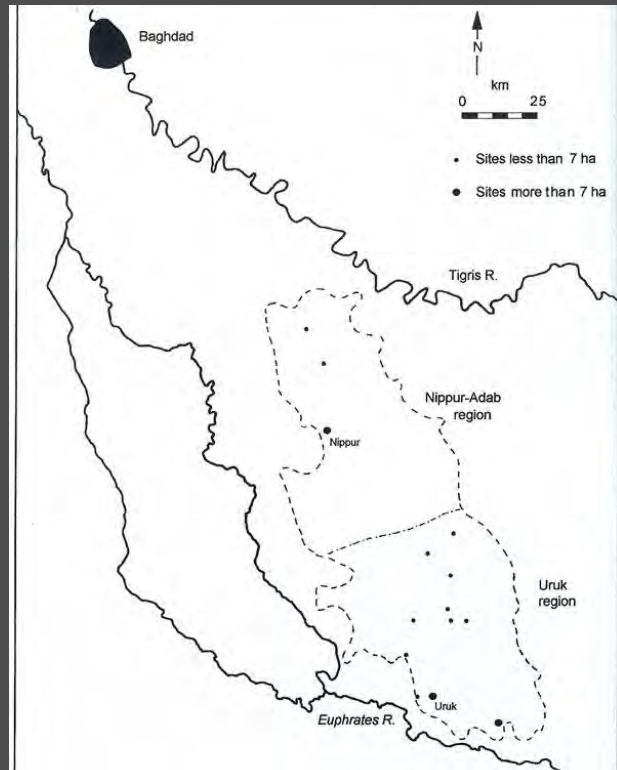 Baghdad
N
km
0 25
Sites less than 7 ha
Sites more than 7 ha
Tigris R.
Nippur-Adab
region
Nippur
Uruk
region
Uruk
Euphrates R.